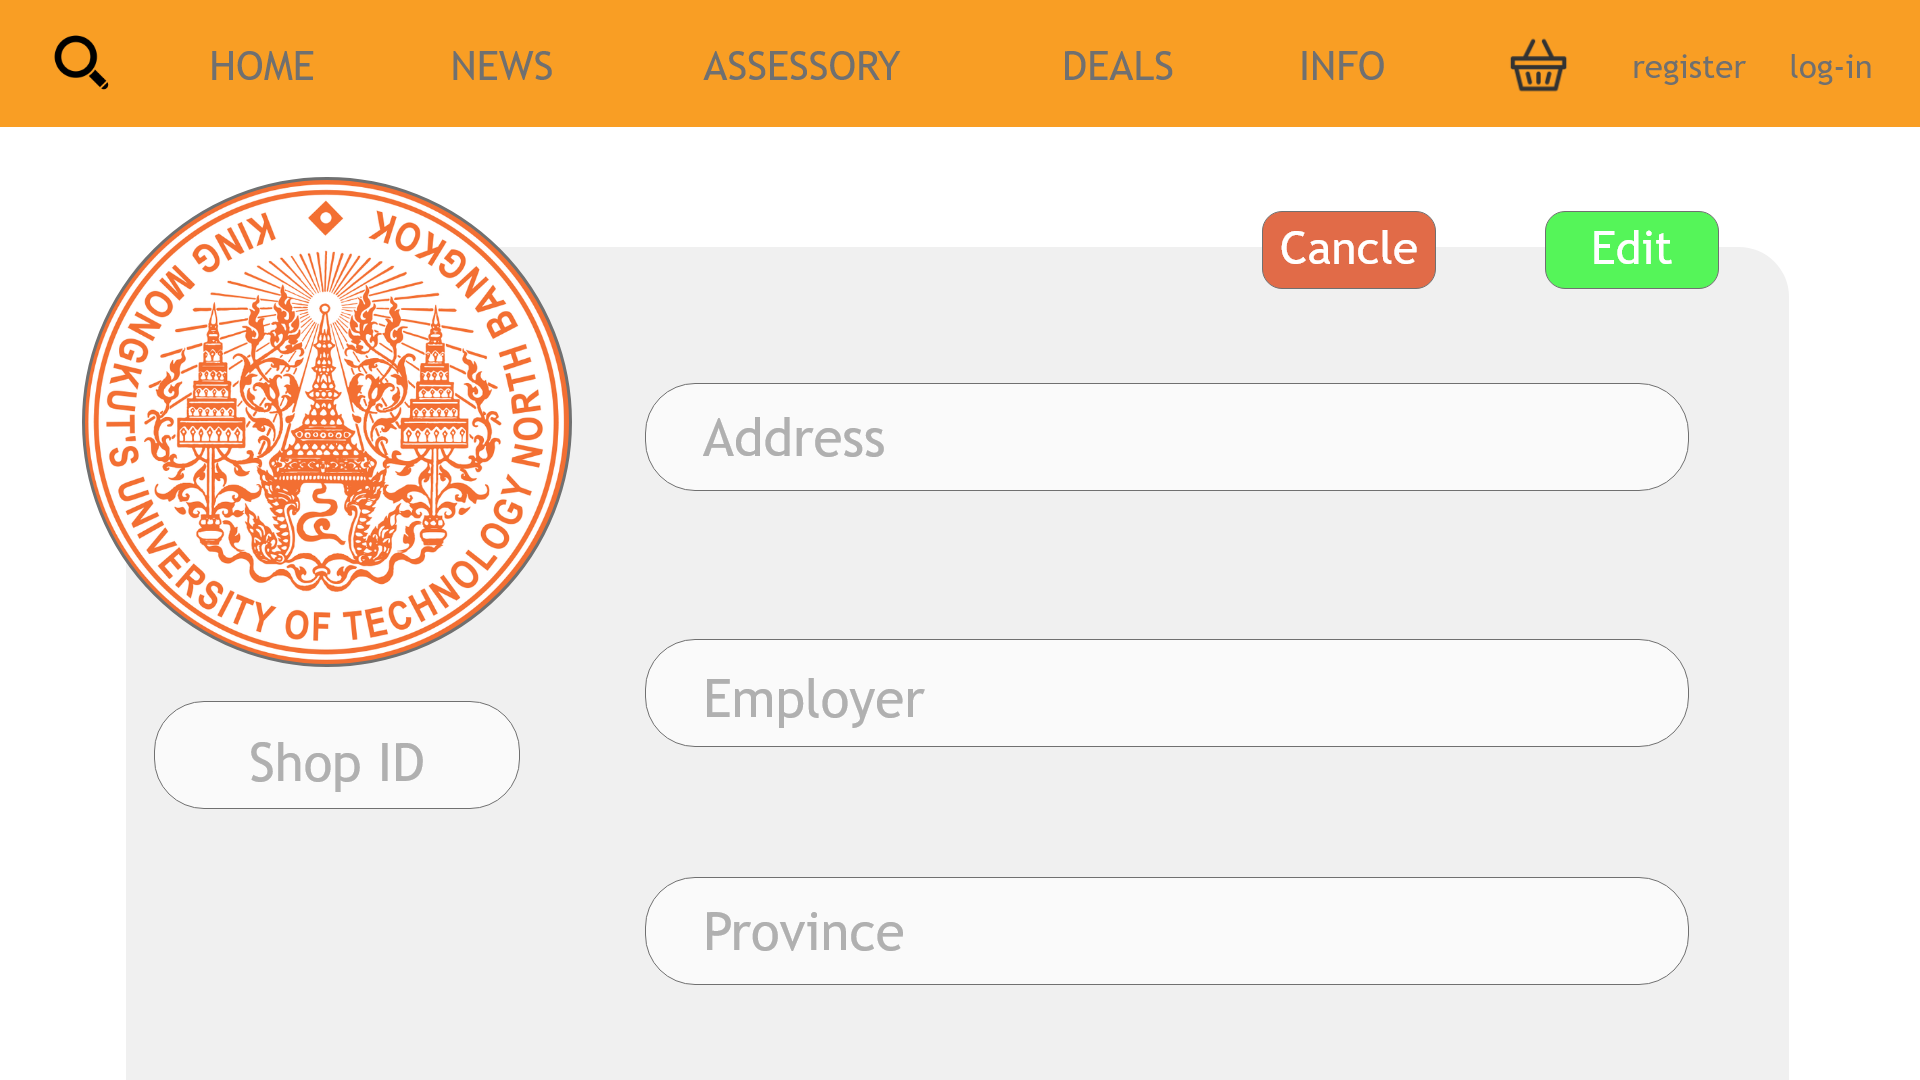 HOME NEWS ASSESSORY DEALS INFO register log-in
KING MONGKUT'S UNIVERSITY OF TECHNOLOGY NORTH BANGKOK
Cancle Edit
Address
Employer
Shop ID
Province